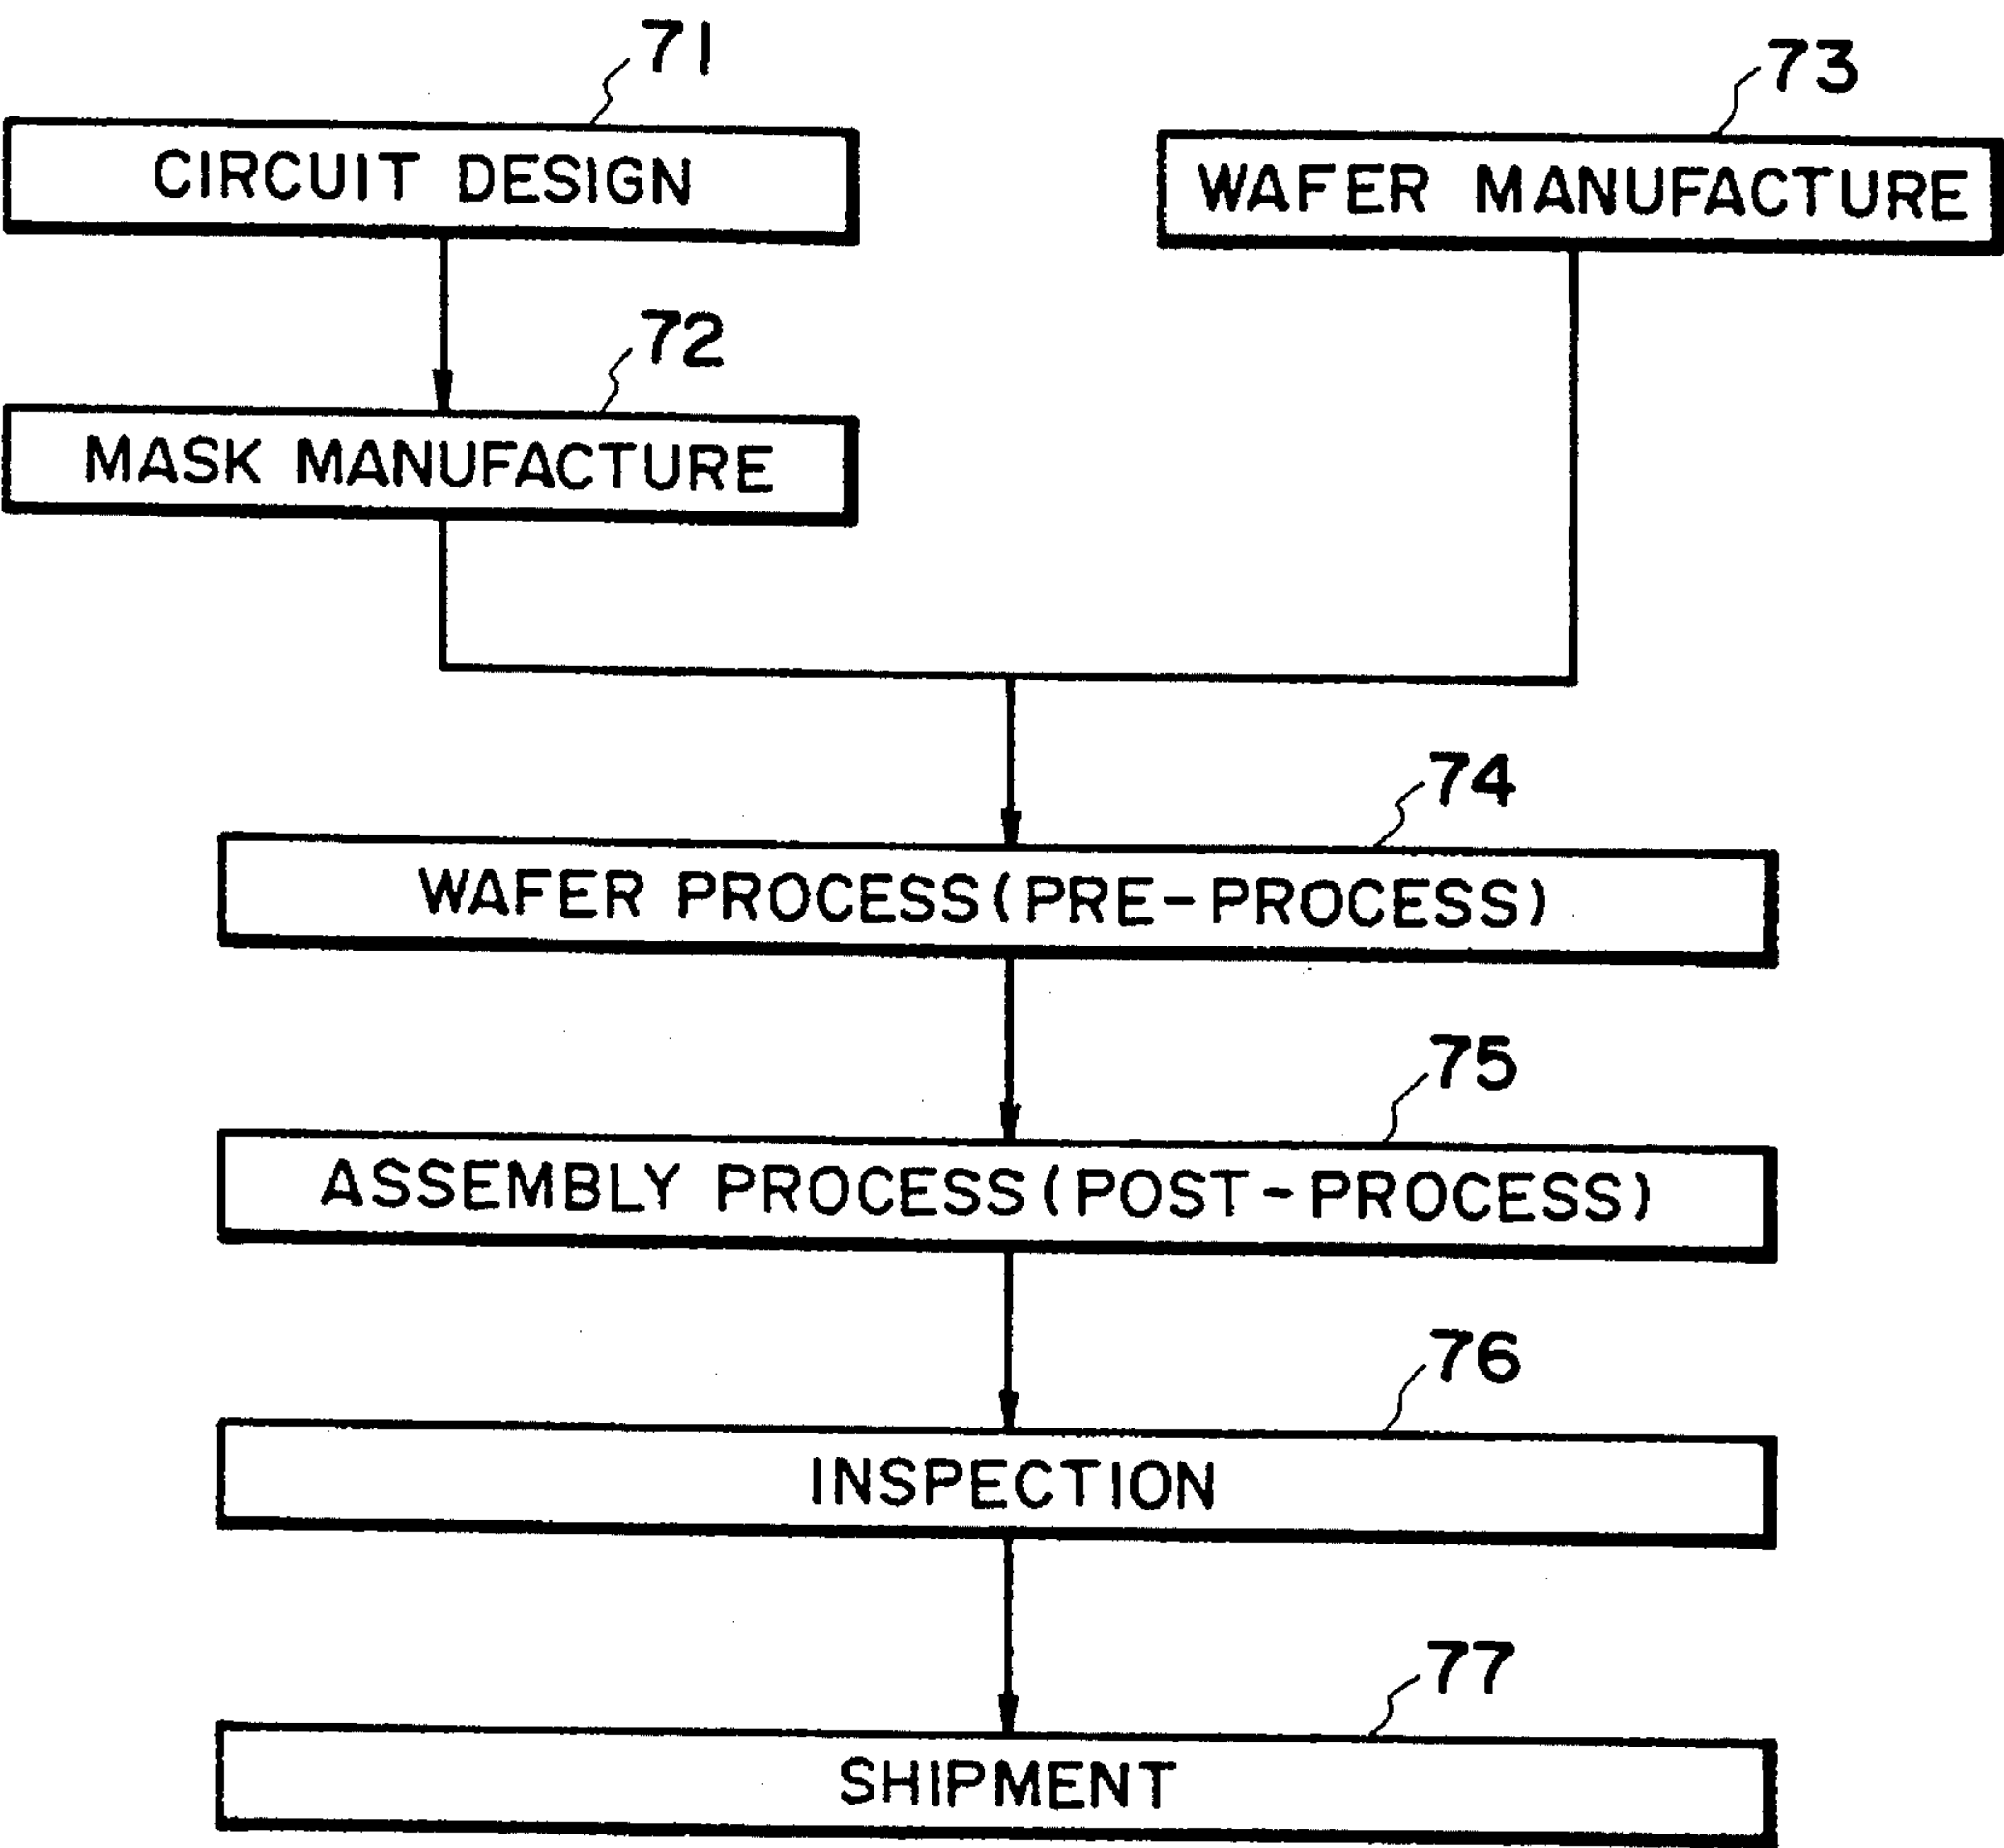 71
CIRCUIT DESIGN
73
WAFER MANUFACTURE
72
MASK MANUFACTURE
74
WAFER PROCESS(PRE-PROCESS)
75
ASSEMBLY PROCESS(POST-PROCESS)
76
INSPECTION
77
SHIPMENT